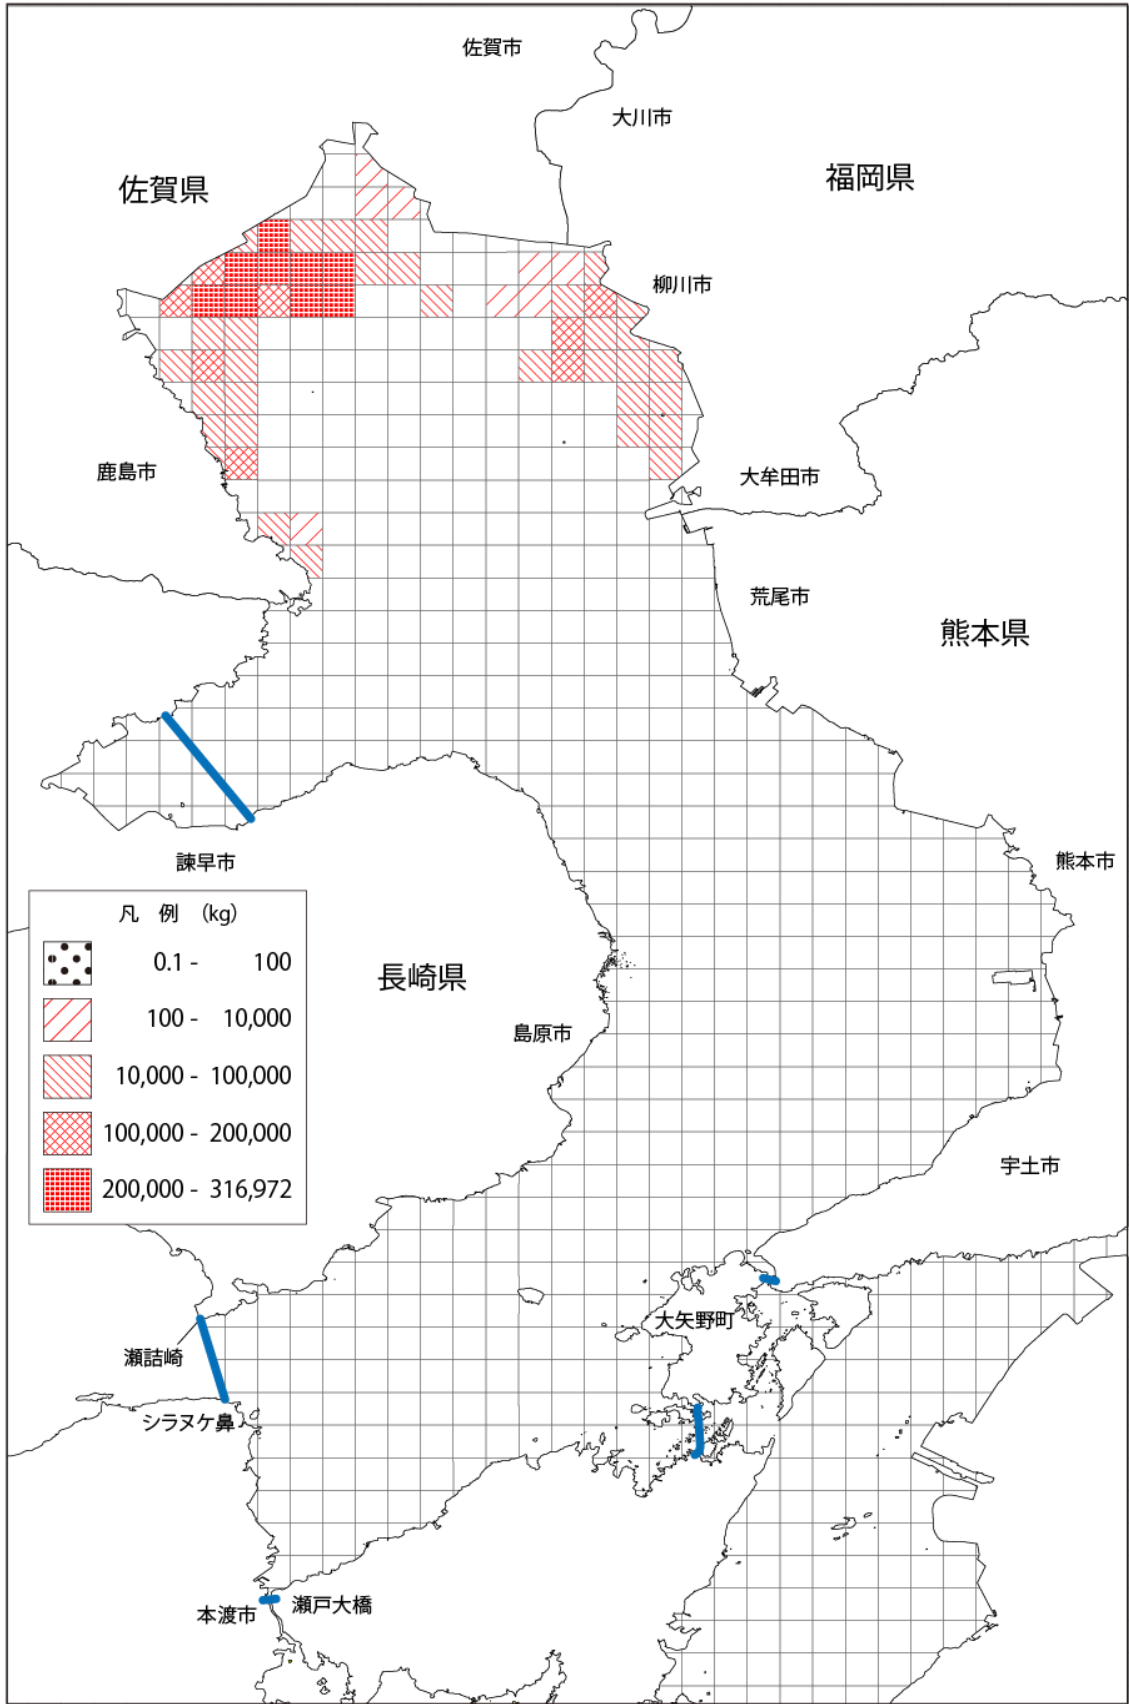 佐賀市
大川市
佐賀県
福岡県
柳川市
鹿島市
大牟田市
荒尾市
熊本県
諫早市
熊本市
凡 例 (kg)
0.1 - 100
100 - 10,000
10,000 - 100,000
100,000 - 200,000
200,000 - 316,972
長崎県
島原市
宇土市
大矢野町
瀬詰崎
シラヌケ鼻
本渡市
瀬戸大橋